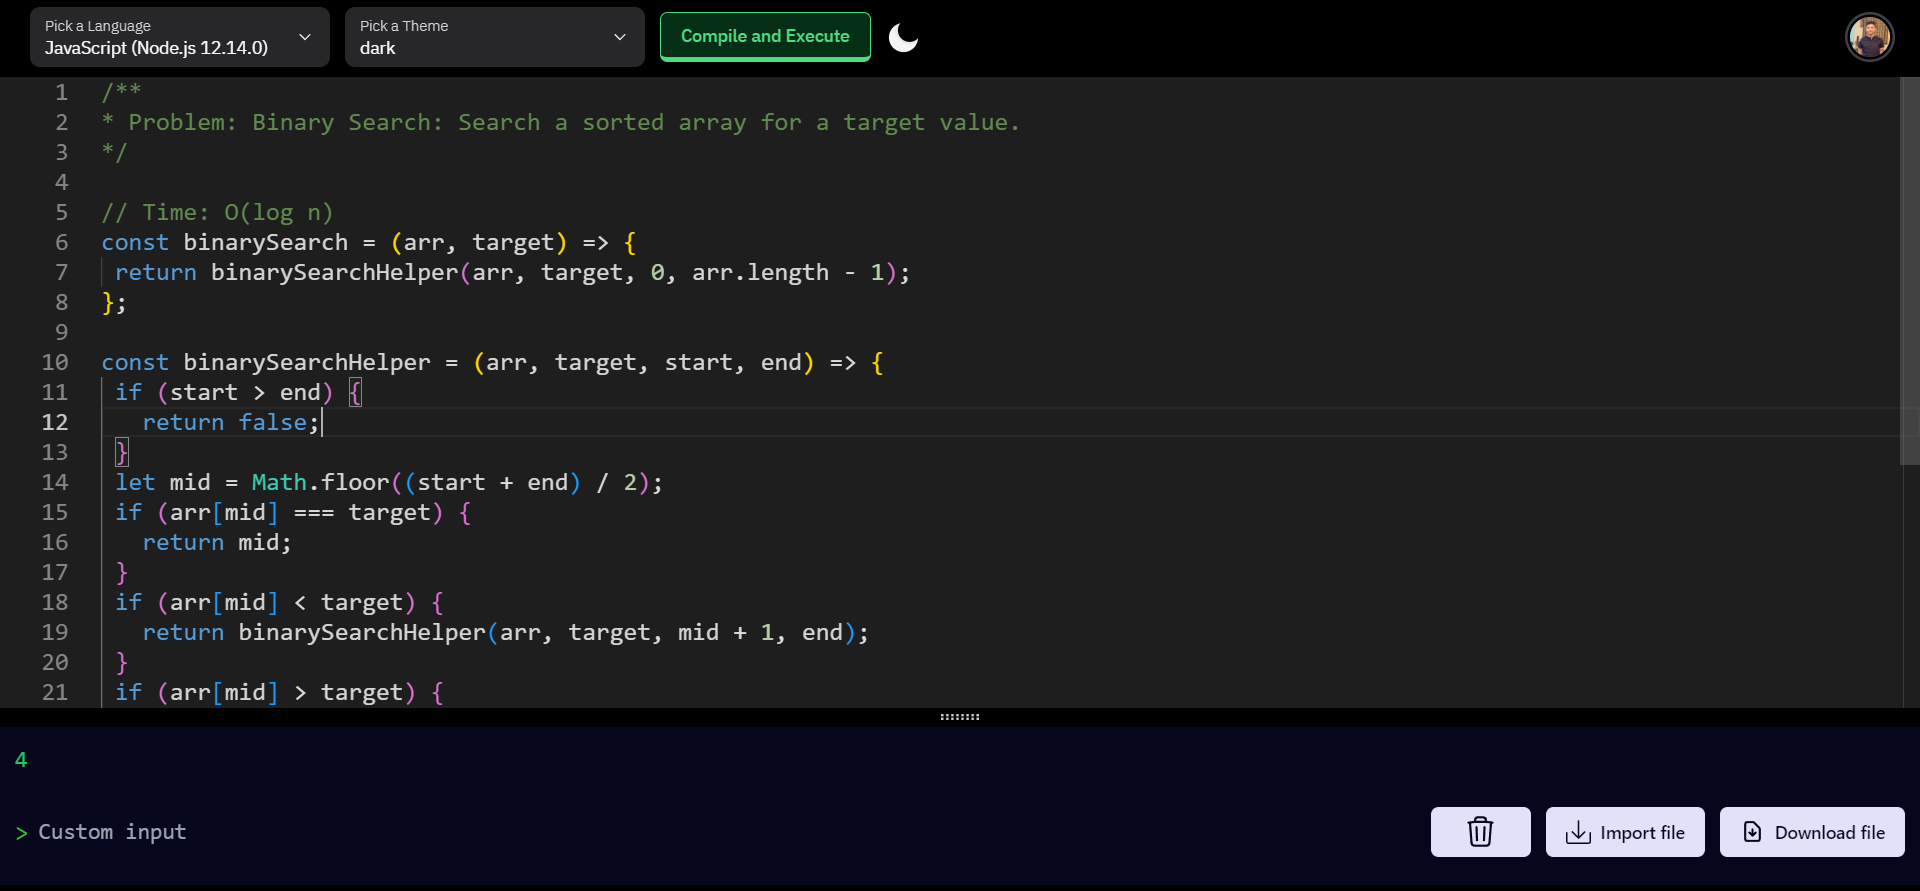 Pick a Language
JavaScript (Node.js 12.14.0)
Pick a Theme
dark
Compile and Execute
1 /**
2 * Problem: Binary Search: Search a sorted array for a target value.
3 */
4
5 // Time: O(log n)
6 const binarySearch = (arr, target) => {
7 return binarySearchHelper(arr, target, 0, arr.length - 1);
8 };
9
10 const binarySearchHelper = (arr, target, start, end) => {
11 if (start > end) {
12 return false;
13 }
14 let mid = Math.floor((start + end) / 2);
15 if (arr[mid] === target) {
16 return mid;
17 }
18 if (arr[mid] < target) {
19 return binarySearchHelper(arr, target, mid + 1, end);
20 }
21 if (arr[mid] > target) {
4
> Custom input
Import file
Download file